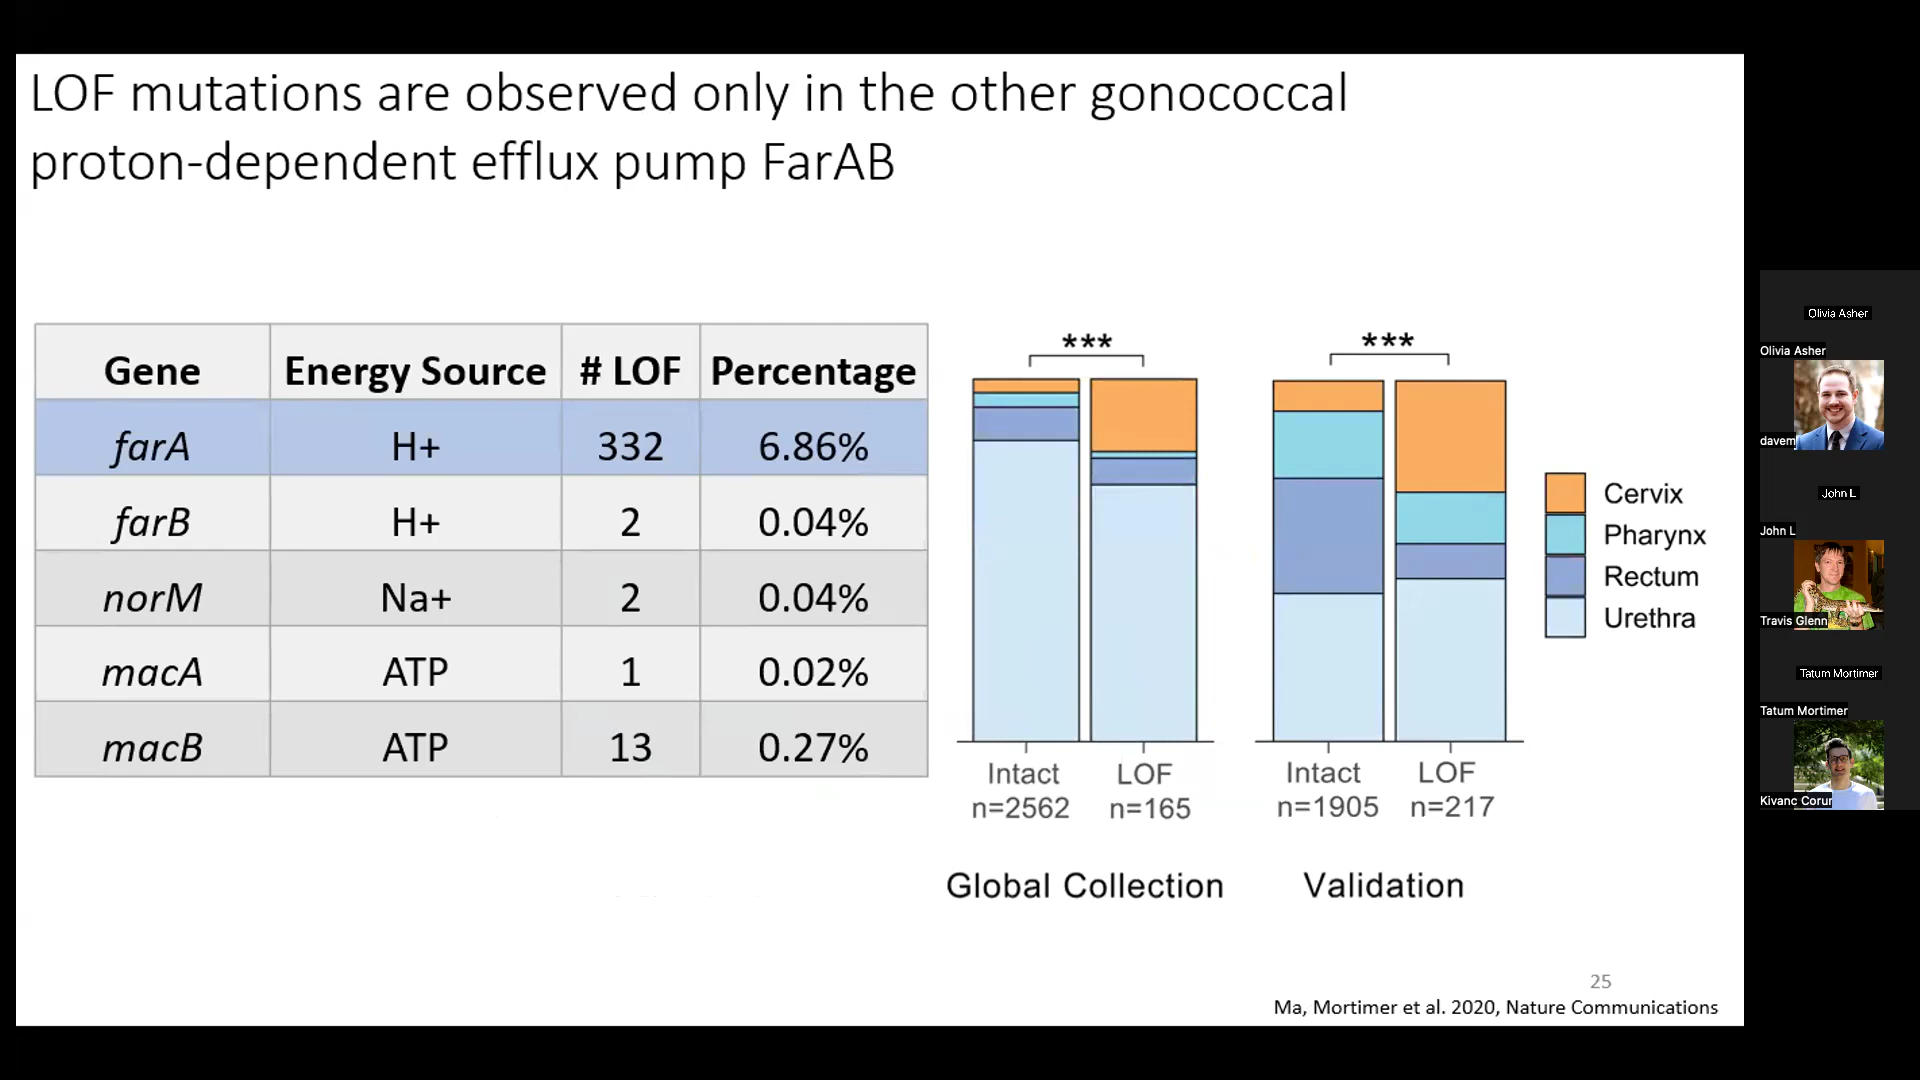 LOF mutations are observed only in the other gonococcal
proton-dependent efflux pump FarAB
Gene Energy Source # LOF Percentage
farA H+ 332 6.86%
farB H+ 2 0.04%
norM Na+ 2 0.04%
macA ATP 1 0.02%
macB ATP 13 0.27%
*** ***
Cervix
Pharynx
Rectum
Urethra
Intact LOF Intact LOF
n=2562 n=165 n=1905 n=217
Global Collection Validation
25
Ma, Mortimer et al. 2020, Nature Communications
Olivia Asher
Olivia Asher
davem
John L
John L
Travis Glenn
Tatum Mortimer
Tatum Mortimer
Kivanc Corur